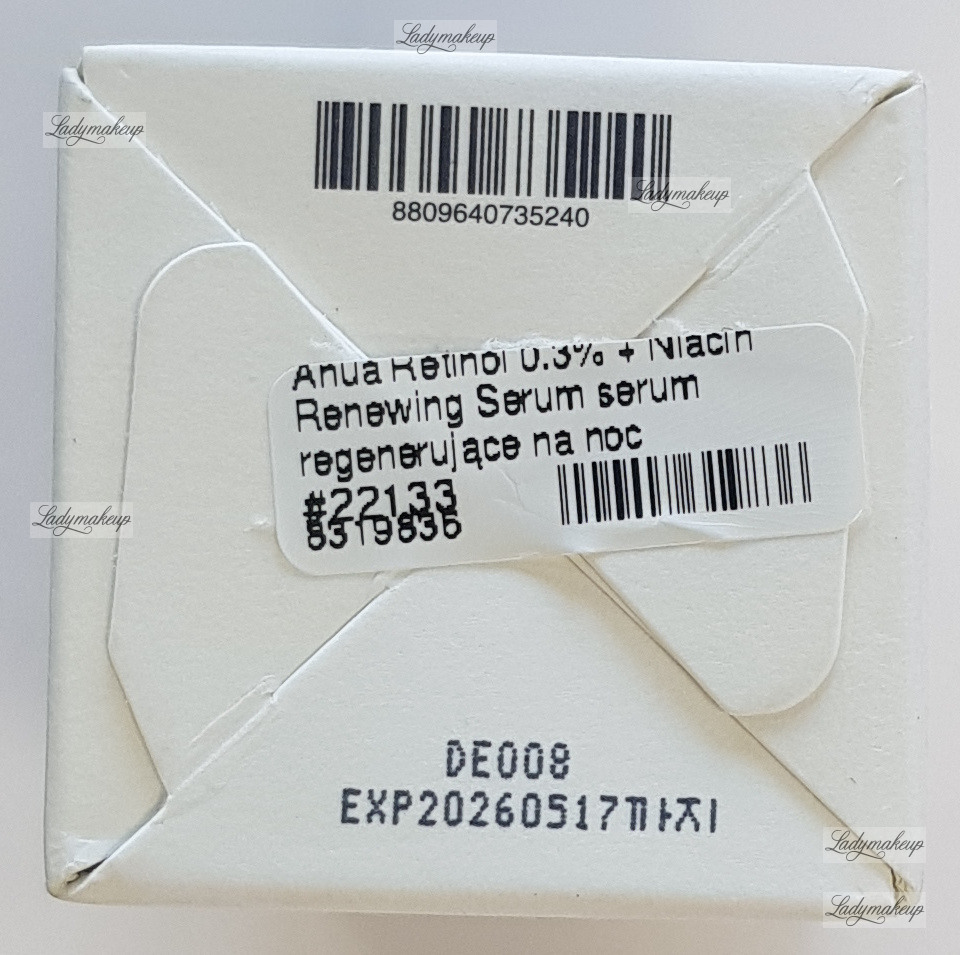 Ladymakeup
Ladymakeup
Ladymakeup
8809640735240
Anua Retinol 0.3% + Niacin
Renewing Serum serum
regenerujące na noc
#22133
8319836
Ladymakeup
DE008
EXP20260517까지
Ladymakeup
Ladymakeup